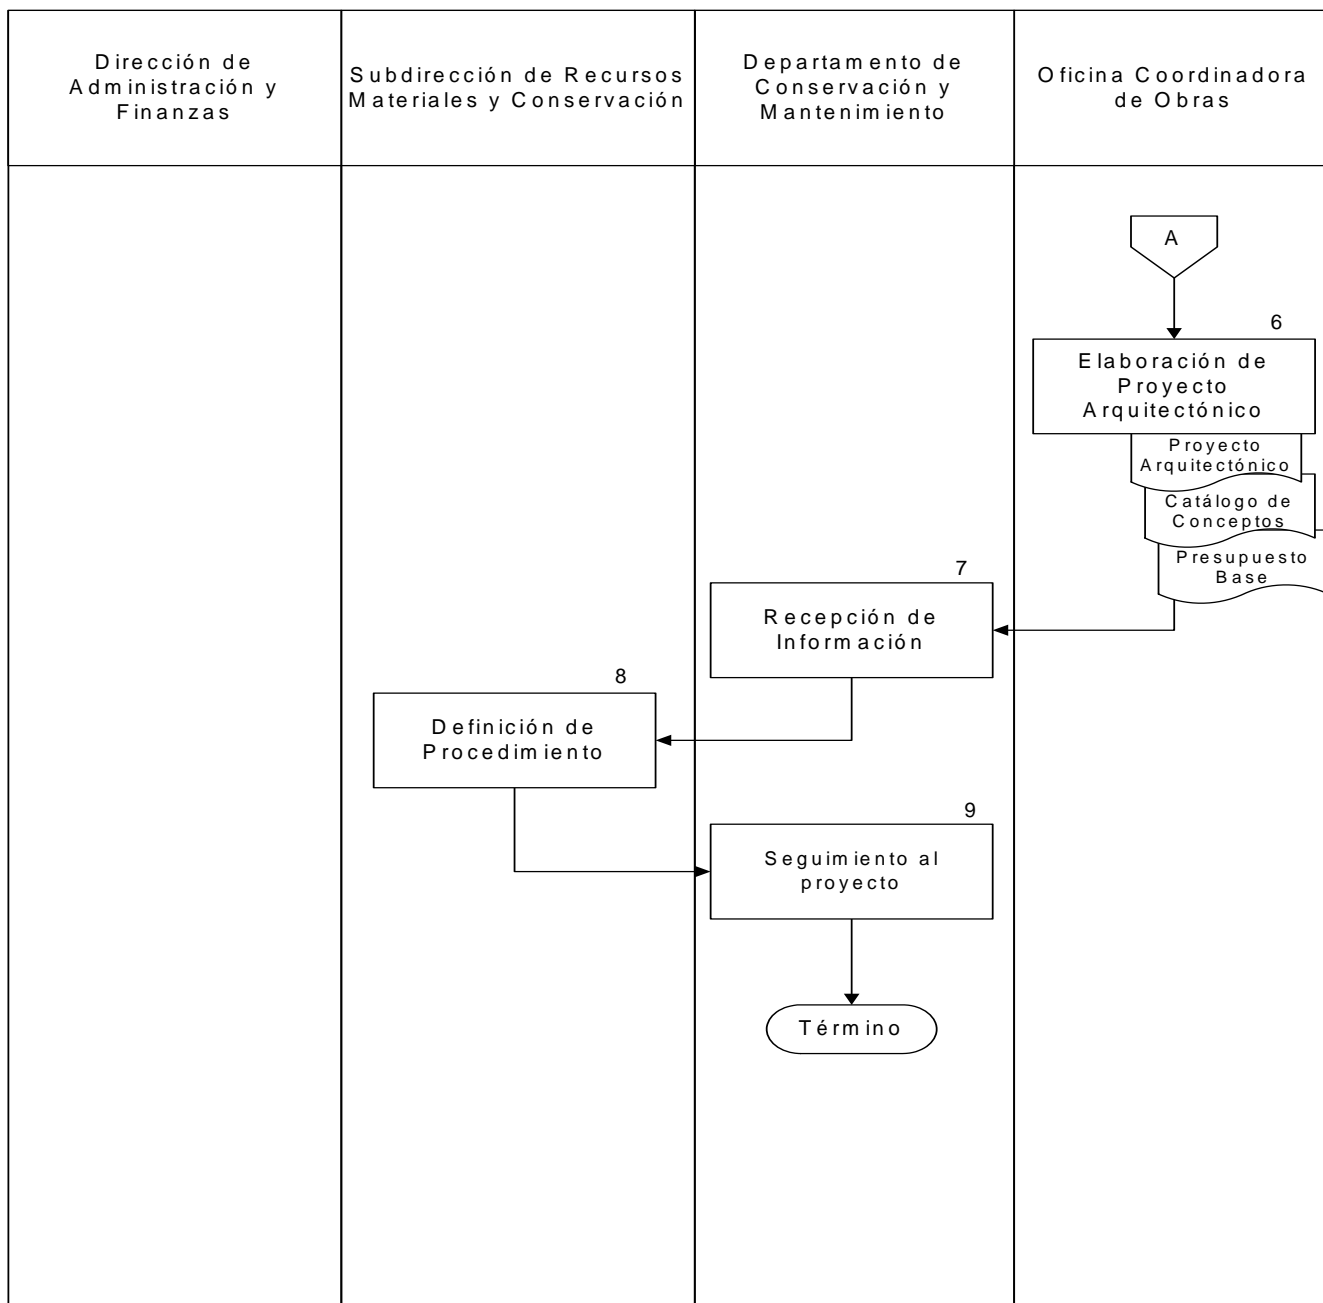 Dirección de
Administración y
Finanzas
Subdirección de Recursos
Materiales y Conservación
Departamento de
Conservación y
Mantenimiento
Oficina Coordinadora
de Obras
A
6
Elaboración de
Proyecto
Arquitectónico
Proyecto
Arquitectónico
Catálogo de
Conceptos
Presupuesto
Base
7
Recepción de
Información
8
Definición de
Procedimiento
9
Seguimiento al
proyecto
Término